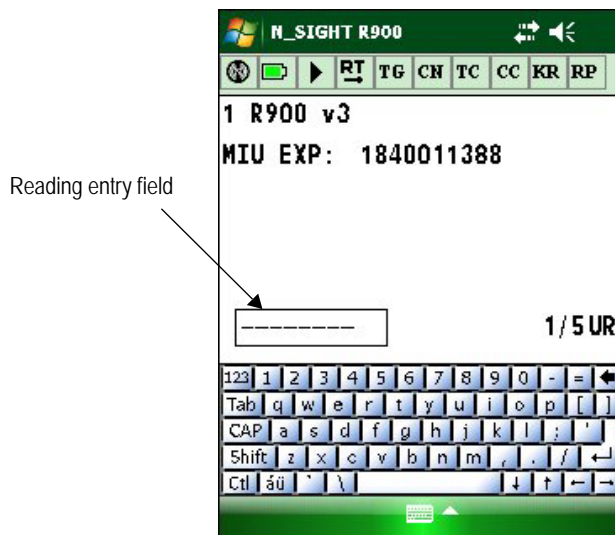 N_SIGHT R900
RT TG CN TC CC KR RP
1 R900 v3
MIU EXP: 1840011388
Reading entry field
--------
1/5 UR
123 1 2 3 4 5 6 7 8 9 0 - =
Tab q w e r t y u i o p [ ]
CAP a s d f g h j k l ; '
Shift z x c v b n m , . /
Ctl áü ` \